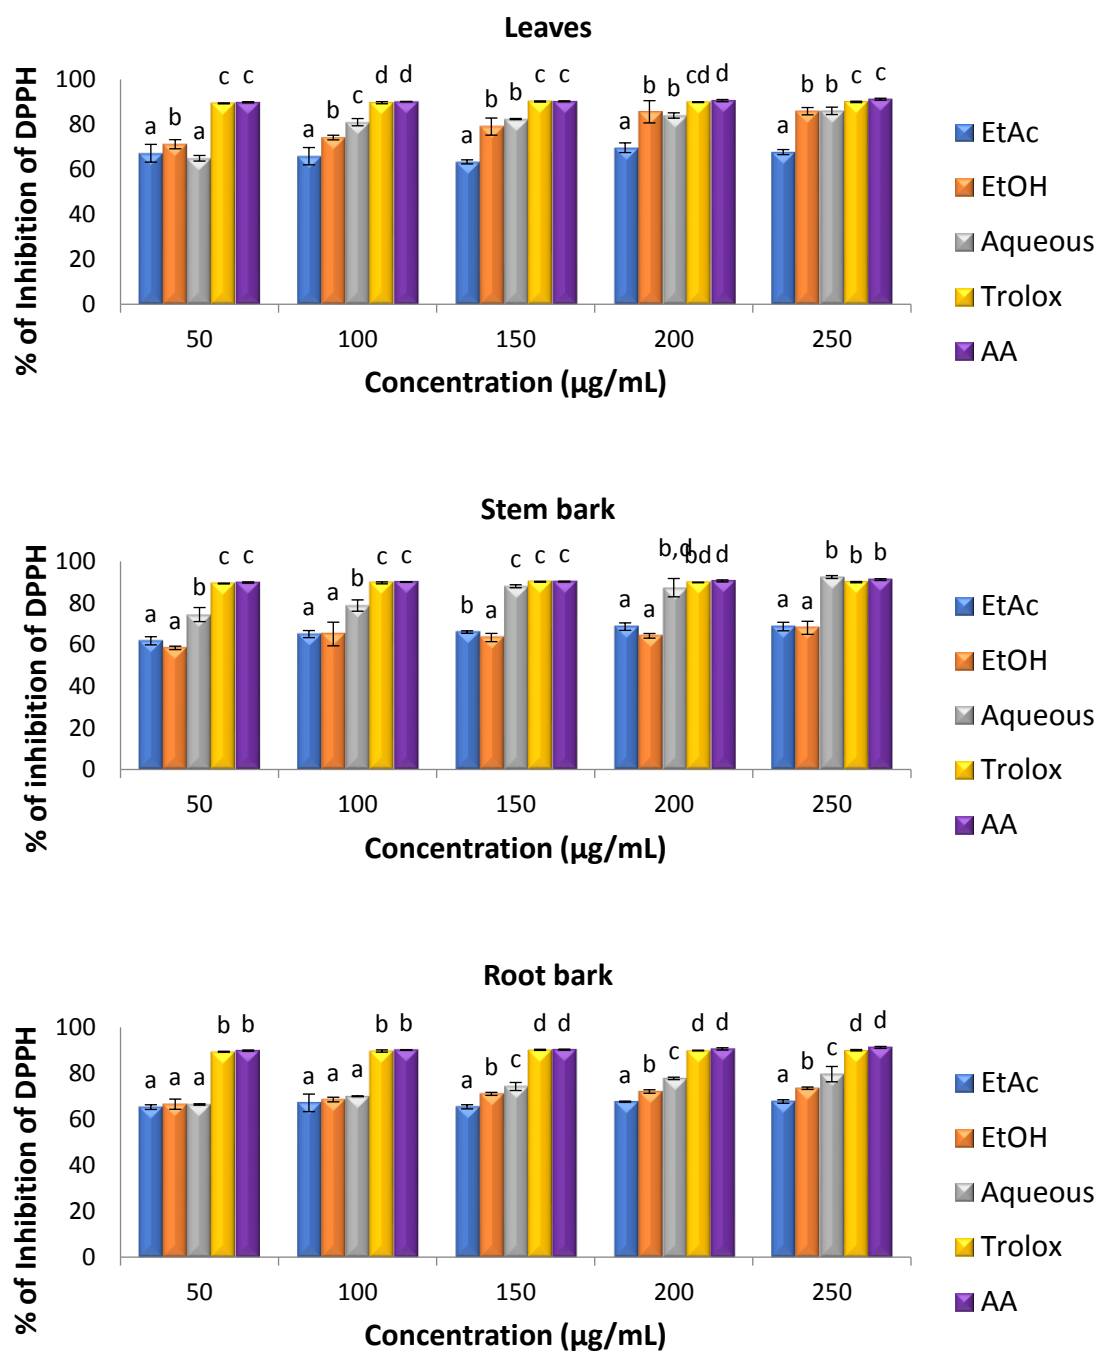 Leaves
% of Inhibition of DPPH
100
80
60
40
20
0
a b a c c
a b c d d
a b b c c
a b b cd d
a b b c c
50 100 150 200 250
Concentration (µg/mL)
EtAc
EtOH
Aqueous
Trolox
AA
Stem bark
% of inhibition of DPPH
100
80
60
40
20
0
a a b c c
a a b c c
b a c c c
a a b,d bd d
a a b b b
50 100 150 200 250
Concentration (µg/mL)
EtAc
EtOH
Aqueous
Trolox
AA
Root bark
% of Inhibition of DPPH
100
80
60
40
20
0
a a a b b
a a a b b
a b c d d
a b c d d
a b c d d
50 100 150 200 250
Concentration (µg/mL)
EtAc
EtOH
Aqueous
Trolox
AA